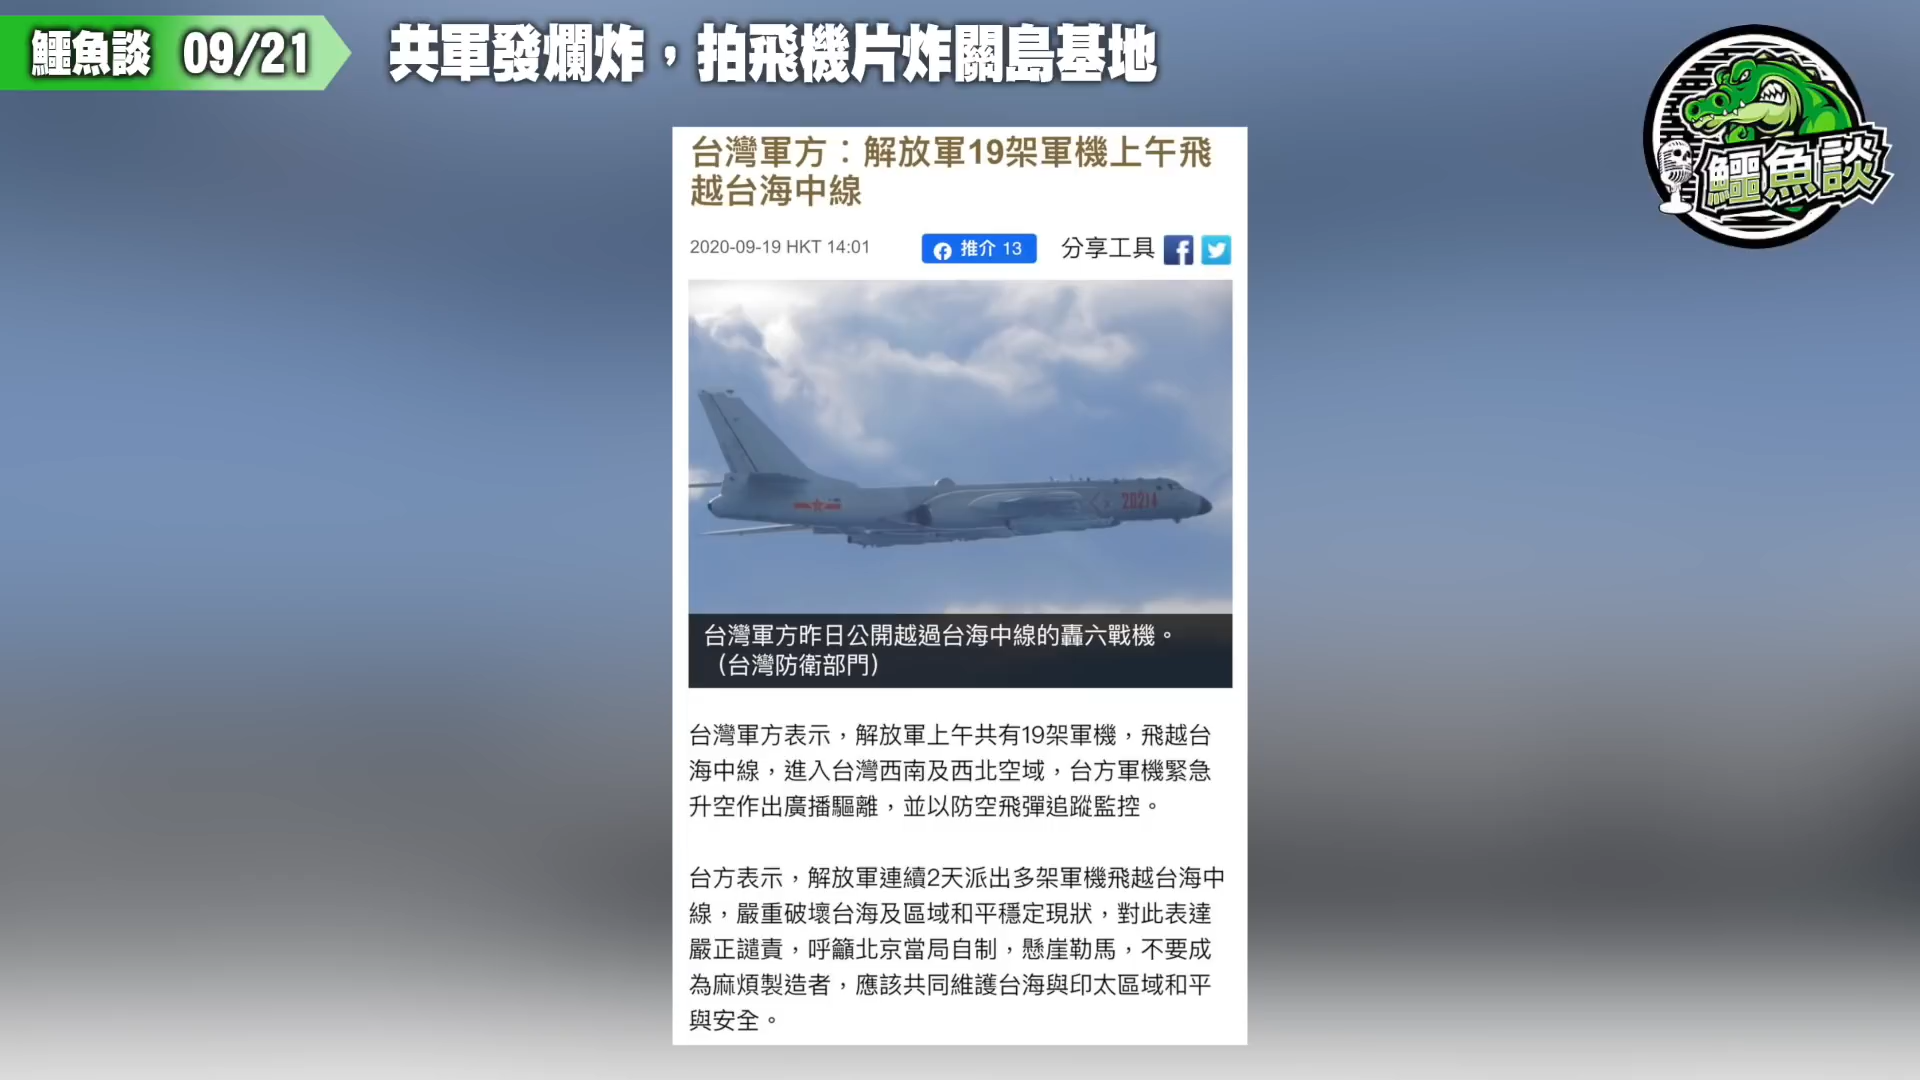 鱷魚談 09/21
共軍發爛炸，拍飛機片炸關島基地
鱷魚談
台灣軍方：解放軍19架軍機上午飛
越台海中線
2020-09-19 HKT 14:01
推介 13
分享工具
20214
台灣軍方昨日公開越過台海中線的轟六戰機。
（台灣防衛部門）
台灣軍方表示，解放軍上午共有19架軍機，飛越台
海中線，進入台灣西南及西北空域，台方軍機緊急
升空作出廣播驅離，並以防空飛彈追蹤監控。
台方表示，解放軍連續2天派出多架軍機飛越台海中
線，嚴重破壞台海及區域和平穩定現狀，對此表達
嚴正譴責，呼籲北京當局自制，懸崖勒馬，不要成
為麻煩製造者，應該共同維護台海與印太區域和平
與安全。